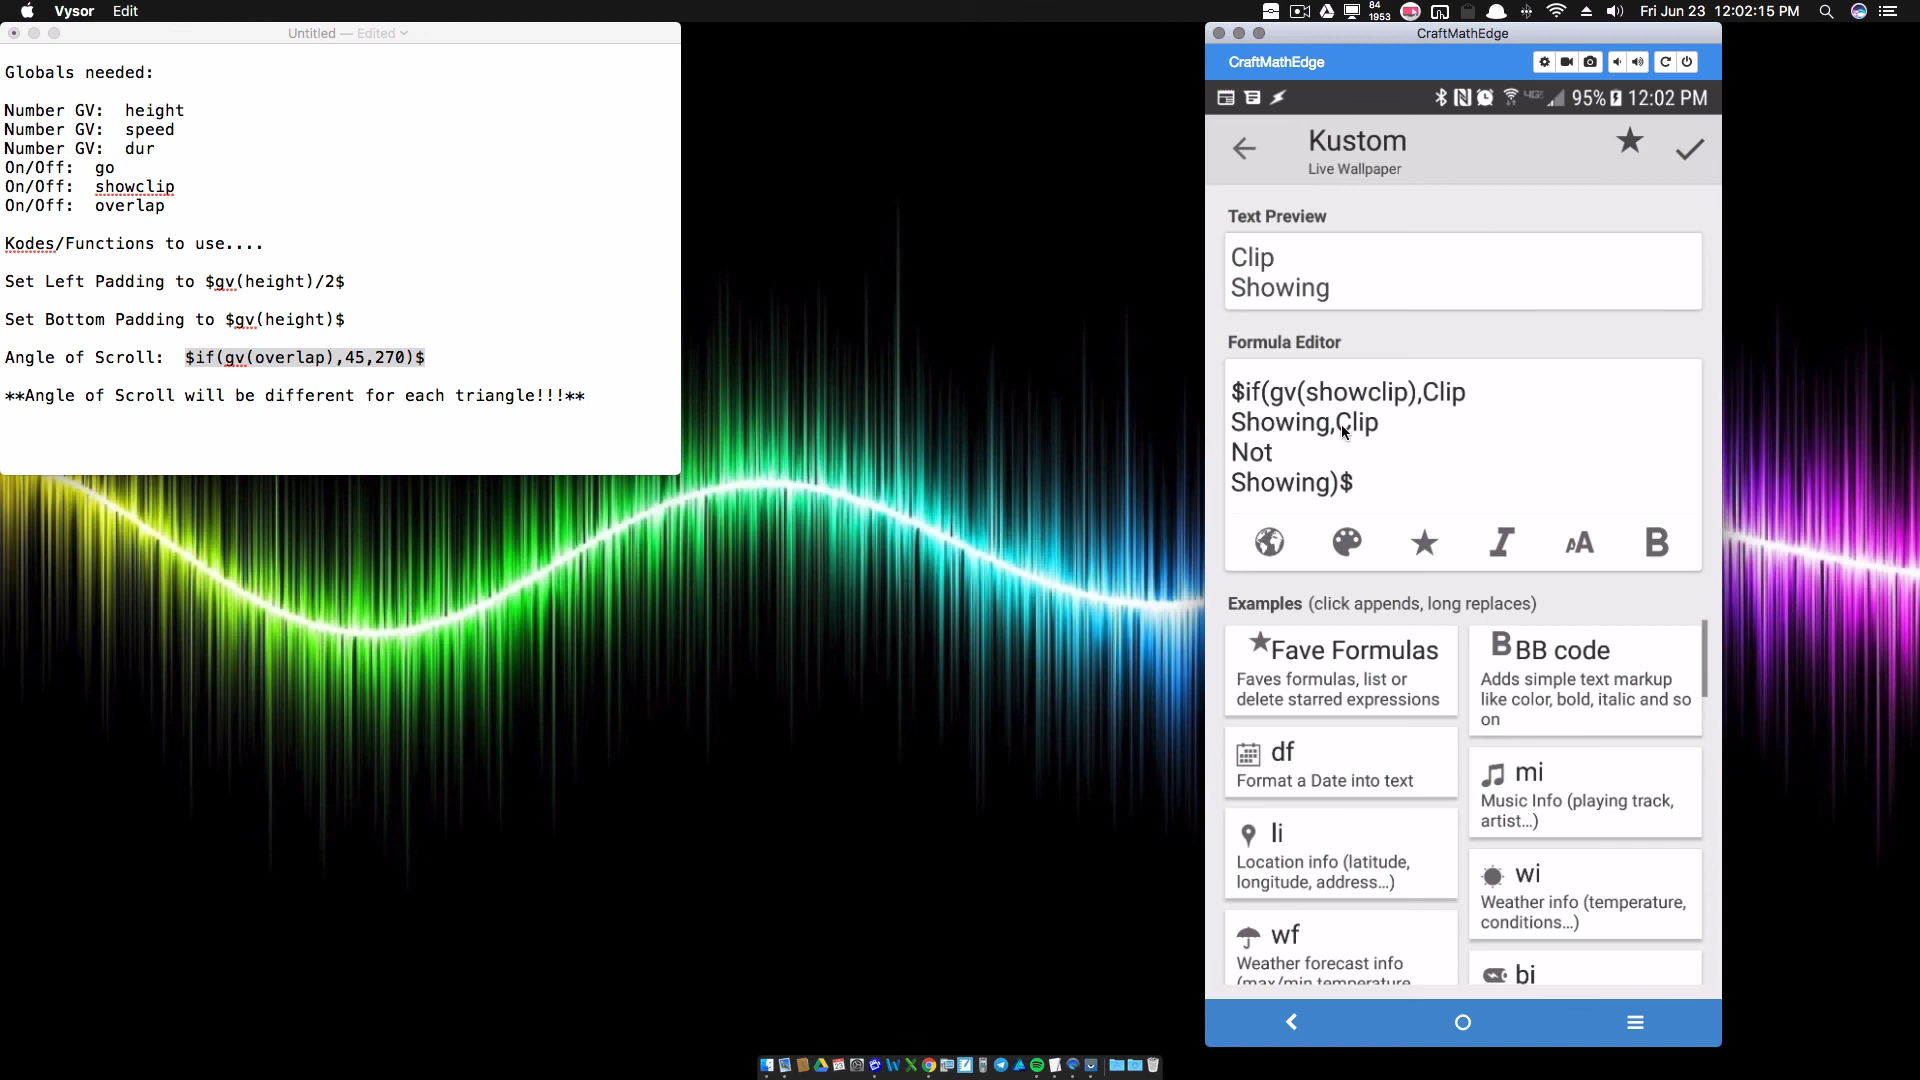 Vysor Edit
84
1953
Fri Jun 23 12:02:15 PM
Untitled — Edited
Globals needed:
Number GV: height
Number GV: speed
Number GV: dur
On/Off: go
On/Off: showclip
On/Off: overlap
Kodes/Functions to use....
Set Left Padding to $gv(height)/2$
Set Bottom Padding to $gv(height)$
Angle of Scroll: $if(gv(overlap),45,270)$
**Angle of Scroll will be different for each triangle!!!**
CraftMathEdge
CraftMathEdge
95% 12:02 PM
Kustom
Live Wallpaper
Text Preview
Clip
Showing
Formula Editor
$if(gv(showclip),Clip
Showing,Clip
Not
Showing)$
Examples (click appends, long replaces)
Fave Formulas
Faves formulas, list or
delete starred expressions
B BB code
Adds simple text markup
like color, bold, italic and so
on
df
Format a Date into text
mi
Music Info (playing track,
artist...)
li
Location info (latitude,
longitude, address...)
wi
Weather info (temperature,
conditions...)
wf
Weather forecast info
(max/min temperature
bi